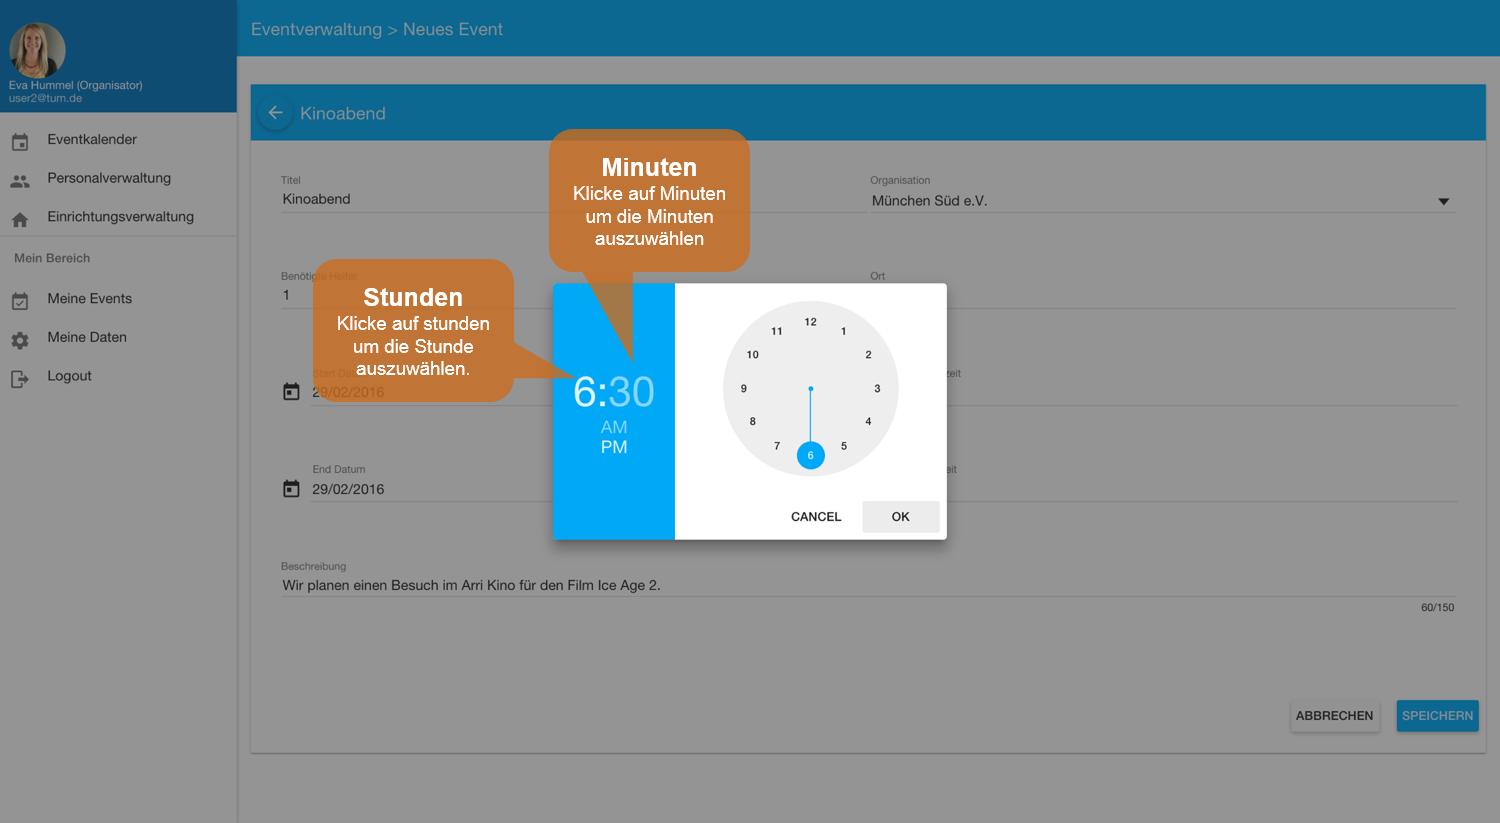 Eventverwaltung > Neues Event
Eva Hummel (Organisator)
user2@tum.de
Eventkalender
Personalverwaltung
Einrichtungsverwaltung
Mein Bereich
Meine Events
Meine Daten
Logout
Kinoabend
Titel
Kinoabend
Organisation
München Süd e.V.
Minuten
Klicke auf Minuten
um die Minuten
auszuwählen
Benötigte Helfer
1
Ort
Stunden
Klicke auf stunden
um die Stunde
auszuwählen.
Start Da
29/02/2016
zeit
6:30
AM
PM
12
1
2
3
4
5
6
7
8
9
10
11
CANCEL
OK
End Datum
29/02/2016
eit
Beschreibung
Wir planen einen Besuch im Arri Kino für den Film Ice Age 2.
60/150
ABBRECHEN
SPEICHERN